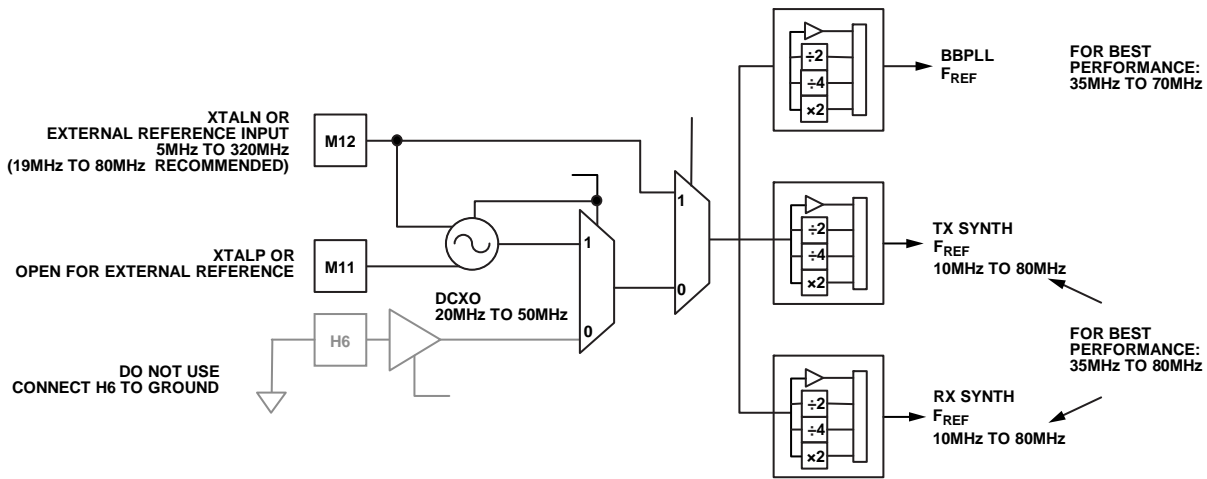 XTALN OR
EXTERNAL REFERENCE INPUT
5MHz TO 320MHz
(19MHz TO 80MHz RECOMMENDED)
M12
XTALP OR
OPEN FOR EXTERNAL REFERENCE
M11
DCXO
20MHz TO 50MHz
DO NOT USE
CONNECT H6 TO GROUND
H6
1
0
1
0
÷2
÷4
×2
BBPLL
FREF
FOR BEST
PERFORMANCE:
35MHz TO 70MHz
÷2
÷4
×2
TX SYNTH
FREF
10MHz TO 80MHz
FOR BEST
PERFORMANCE:
35MHz TO 80MHz
÷2
÷4
×2
RX SYNTH
FREF
10MHz TO 80MHz